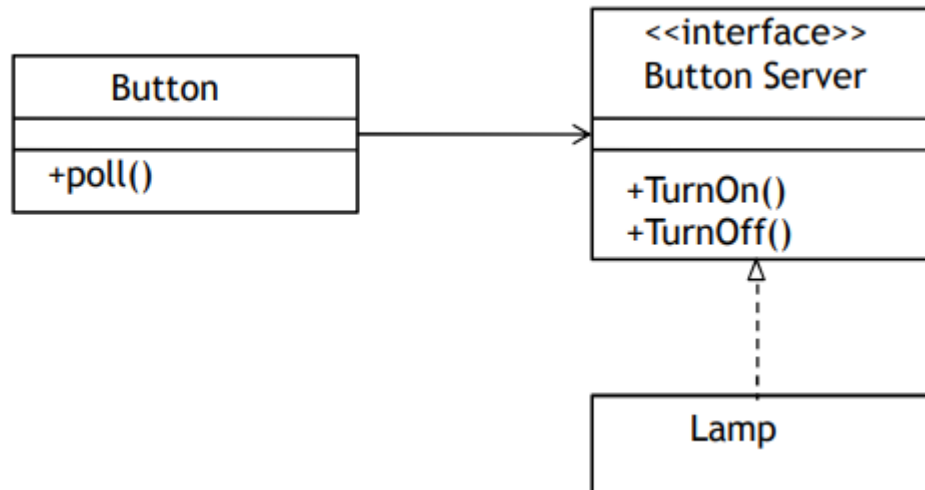 Button
+poll()
<<interface>>
Button Server
+TurnOn()
+TurnOff()
Lamp